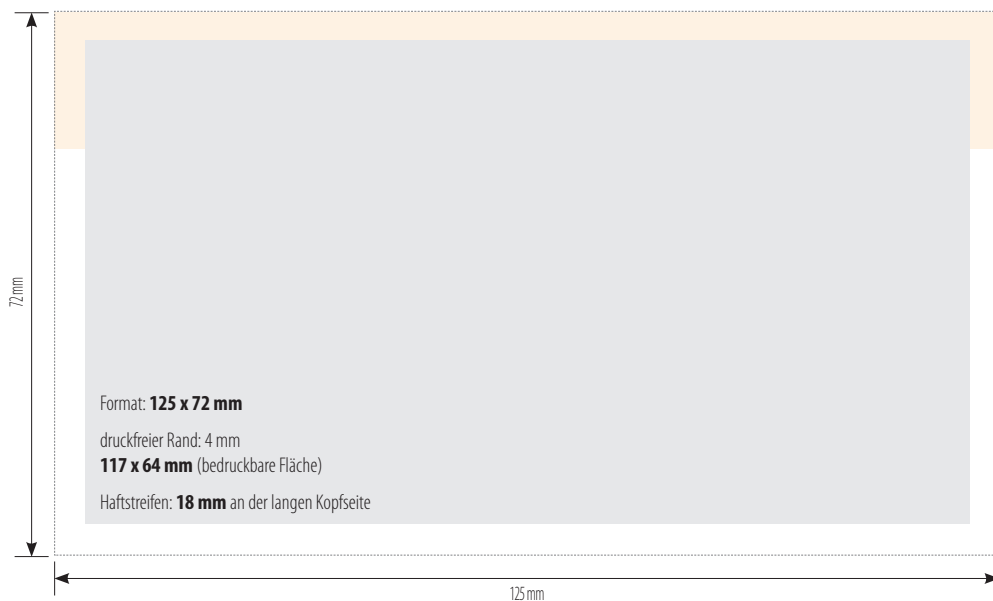 72 mm
Format: 125 x 72 mm
druckfreier Rand: 4 mm
117 x 64 mm (bedruckbare Fläche)
Haftstreifen: 18 mm an der langen Kopfseite
125 mm